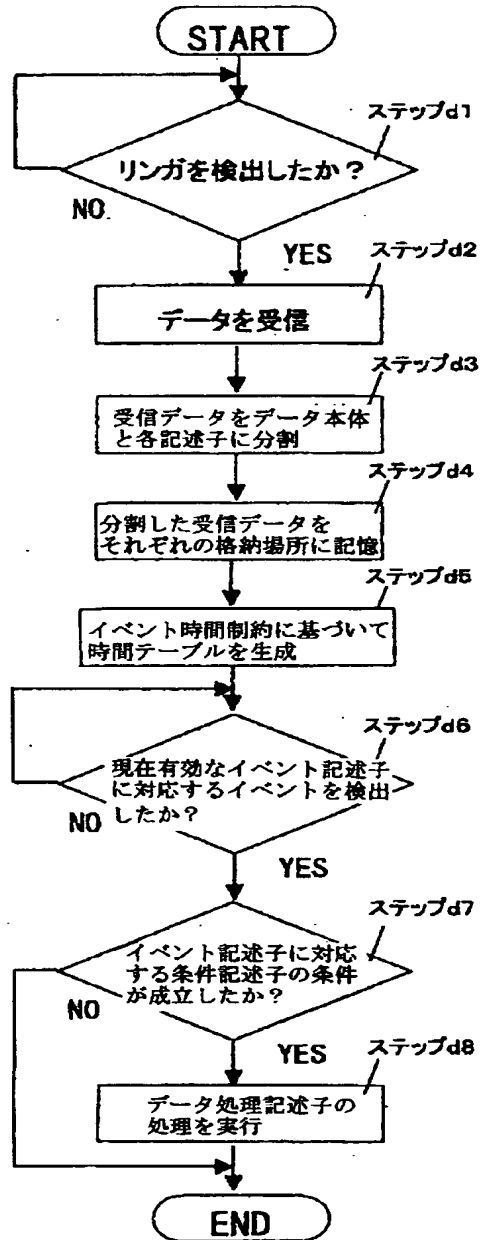 START
ステップd1
リンガを検出したか?
NO
YES
ステップd2
データを受信
ステップd3
受信データをデータ本体
と各記述子に分割
ステップd4
分割した受信データを
それぞれの格納場所に記憶
ステップd5
イベント時間制約に基づいて
時間テーブルを生成
ステップd6
現在有効なイベント記述子
に対応するイベントを検出
したか?
NO
YES
ステップd7
イベント記述子に対応
する条件記述子の条件
が成立したか?
NO
YES
ステップd8
データ処理記述子の
処理を実行
END